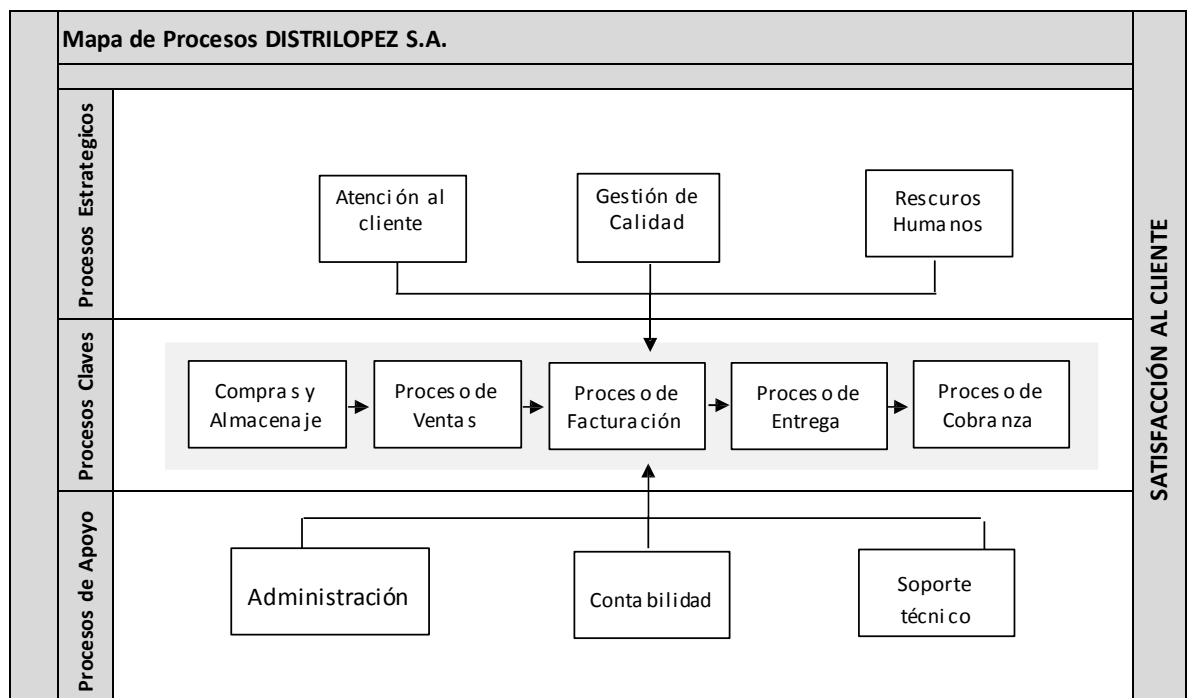 Mapa de Procesos DISTRILOPEZ S.A.
Procesos Estrategicos
Atención al
cliente
Gestión de
Calidad
Rescuros
Humanos
Procesos Claves
Compras y
Almacenaje
Proceso de
Ventas
Proceso de
Facturación
Proceso de
Entrega
Proceso de
Cobranza
Procesos de Apoyo
Administración
Contabilidad
Soporte
técnico
SATISFACCIÓN AL CLIENTE